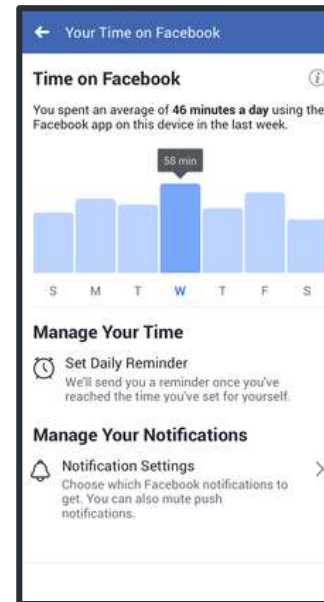 Your Time on Facebook
Time on Facebook
You spent an average of 46 minutes a day using the
Facebook app on this device in the last week.
58 min
S M T W T F S
Manage Your Time
Set Daily Reminder
We'll send you a reminder once you've
reached the time you've set for yourself.
Manage Your Notifications
Notification Settings
Choose which Facebook notifications to
get. You can also mute push
notifications.